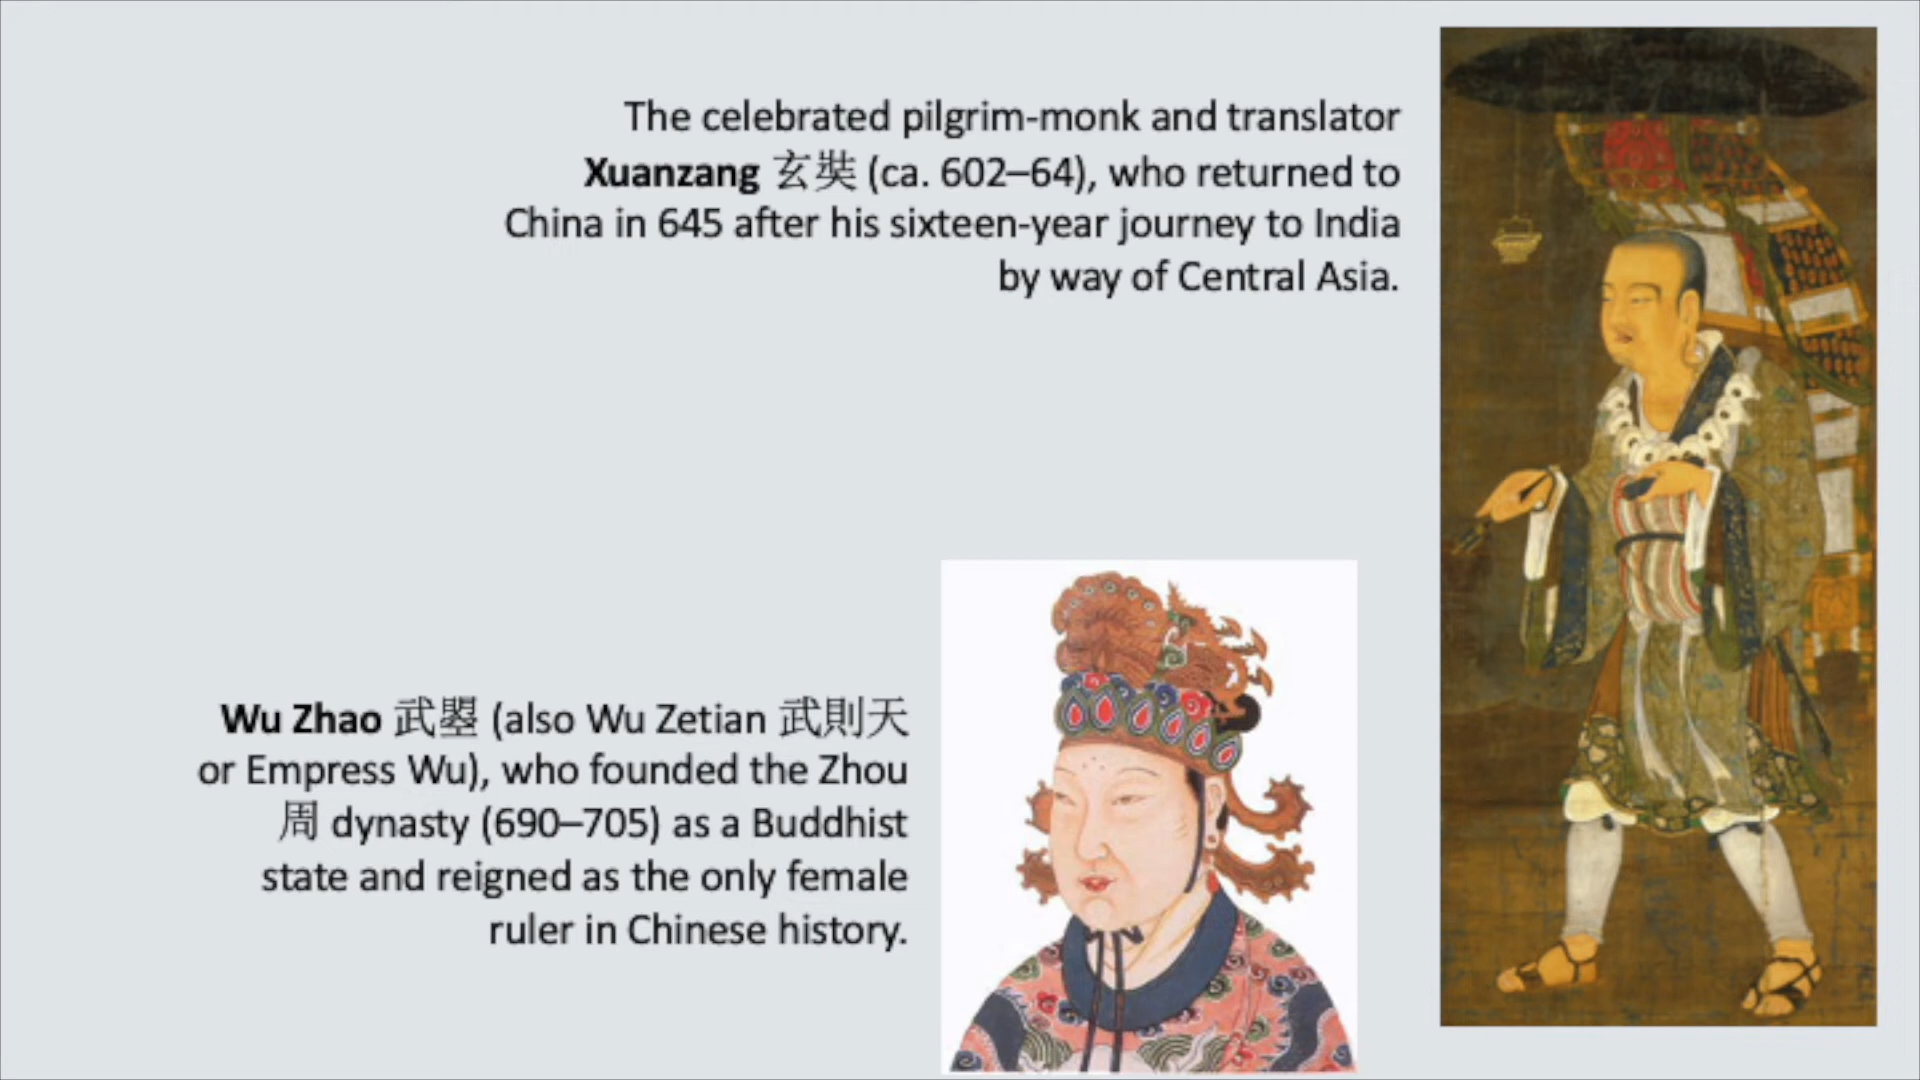 The celebrated pilgrim-monk and translator
Xuanzang 玄奘 (ca. 602–64), who returned to
China in 645 after his sixteen-year journey to India
by way of Central Asia.
Wu Zhao 武曌 (also Wu Zetian 武則天
or Empress Wu), who founded the Zhou
周 dynasty (690–705) as a Buddhist
state and reigned as the only female
ruler in Chinese history.